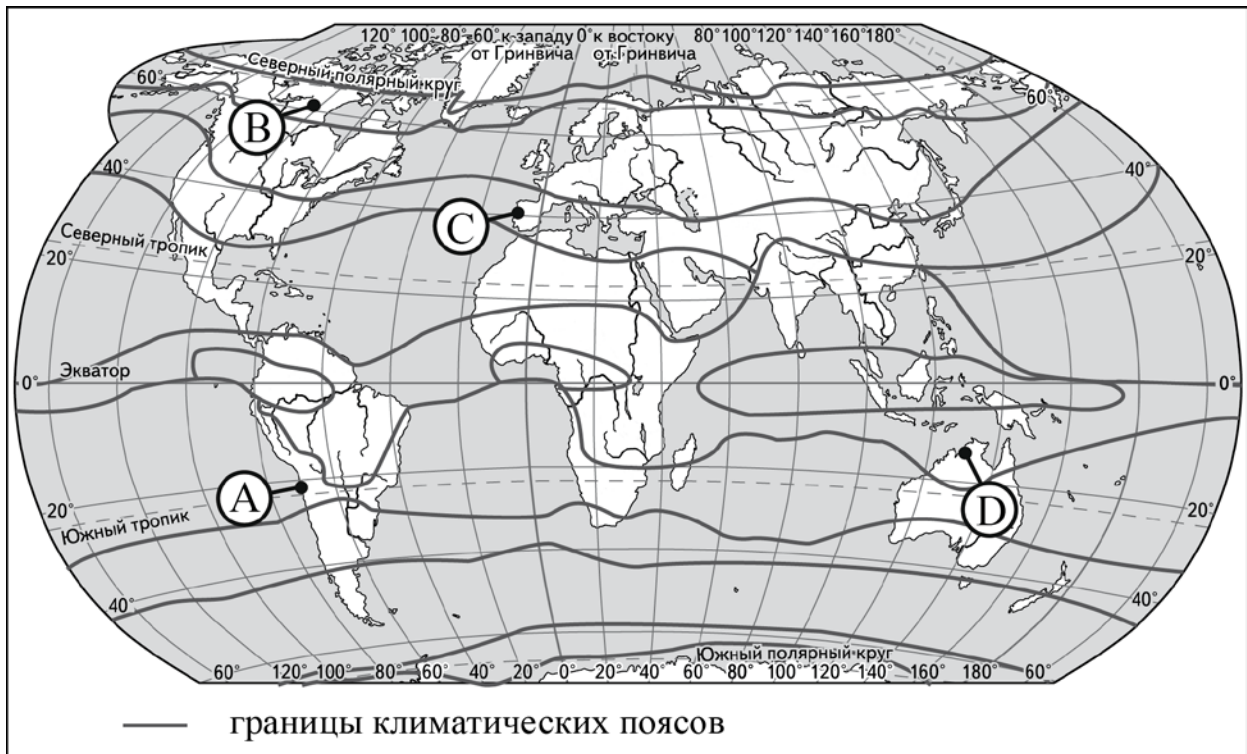 120° 100° 80° 60° к западу 0° к востоку 80° 100° 120° 140° 160° 180°
от Гринвича от Гринвича
Северный полярный круг
60°
60°
B
40°
40°
C
Северный тропик
20°
20°
Экватор
0°
0°
A
D
20°
20°
Южный тропик
40°
40°
Южный полярный круг
60° 120° 100° 80° 60° 40° 20° 0° 20° 40° 60° 80° 100° 120° 140° 160° 180° 60°
границы климатических поясов